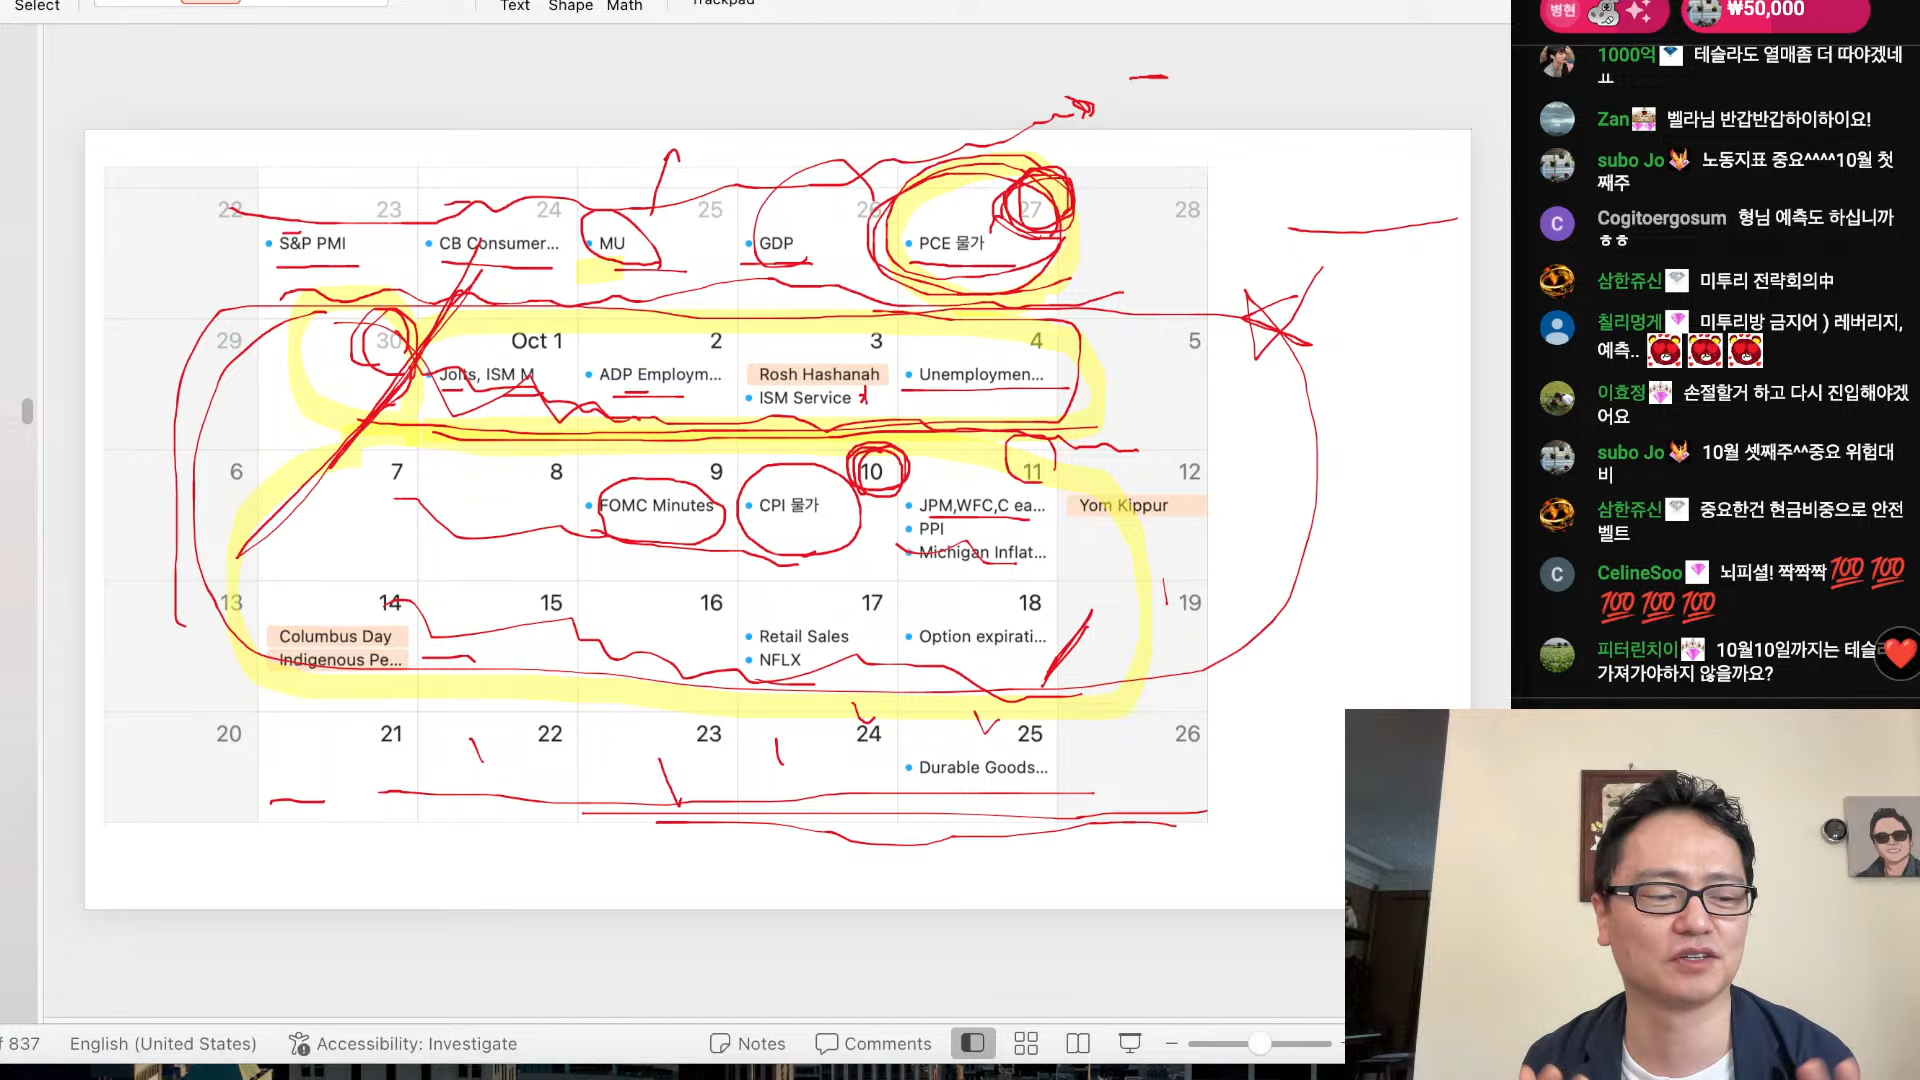 Select
Text Shape Math
Trackpad
22 23 24 25 26 27 28
S&P PMI
CB Consumer...
MU
GDP
PCE 물가
29 30 Oct 1 2 3 4 5
Jolts, ISM M
ADP Employm...
Rosh Hashanah
ISM Service
Unemploymen...
6 7 8 9 10 11 12
FOMC Minutes
CPI 물가
JPM,WFC,C ea...
PPI
Michigan Inflat...
Yom Kippur
13 14 15 16 17 18 19
Columbus Day
Indigenous Pe...
Retail Sales
NFLX
Option expirati...
20 21 22 23 24 25 26
Durable Goods...
f 837 English (United States) Accessibility: Investigate Notes Comments
병현
₩50,000
1000억 테슬라도 열매좀 더 따야겠네
ㅛ
Zan 벨라님 반갑반갑하이하이요!
subo Jo 노동지표 중요^^^^10월 첫
째주
C Cogitoergosum 형님 예측도 하십니까
ㅎㅎ
삼한쥬신 미투리 전략회의中
칠리멍게 미투리방 금지어 ) 레버리지,
예측..
이효정 손절할거 하고 다시 진입해야겠
어요
subo Jo 10월 셋째주^^중요 위험대
비
삼한쥬신 중요한건 현금비중으로 안전
벨트
C CelineSoo 뇌피셜! 짝짝짝 100 100
100 100 100
피터린치이 10월10일까지는 테슬라
가져가야하지 않을까요?